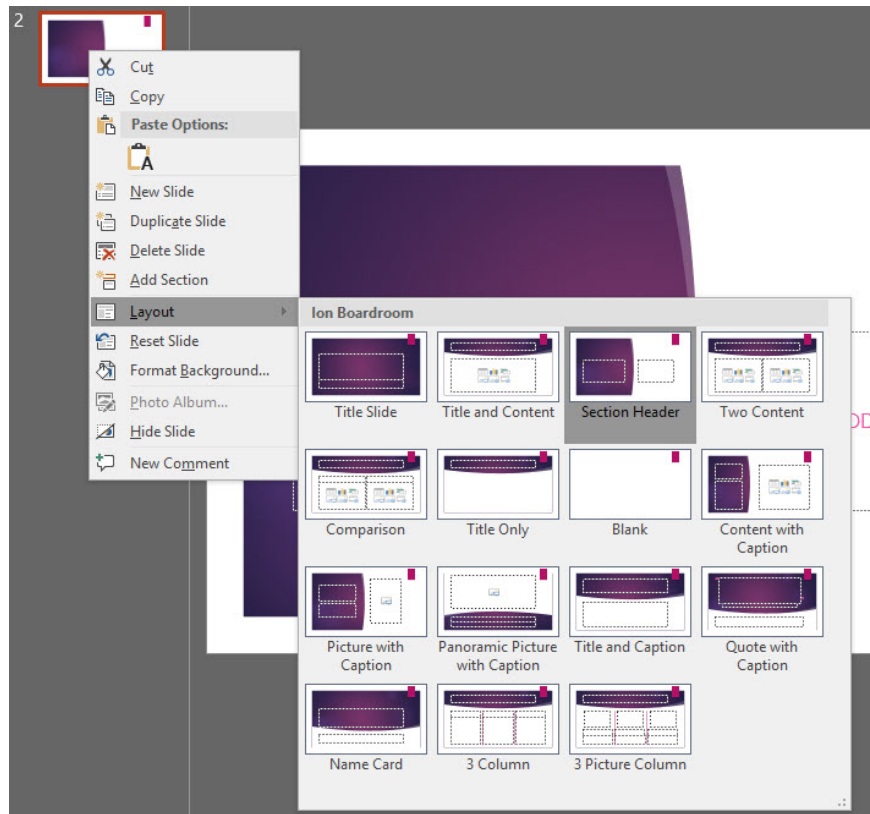 2
Cut
Copy
Paste Options:
A
New Slide
Duplicate Slide
Delete Slide
Add Section
Layout
Reset Slide
Format Background...
Photo Album...
Hide Slide
New Comment
Ion Boardroom
Title Slide
Title and Content
Section Header
Two Content
Comparison
Title Only
Blank
Content with
Caption
Picture with
Caption
Panoramic Picture
with Caption
Title and Caption
Quote with
Caption
Name Card
3 Column
3 Picture Column